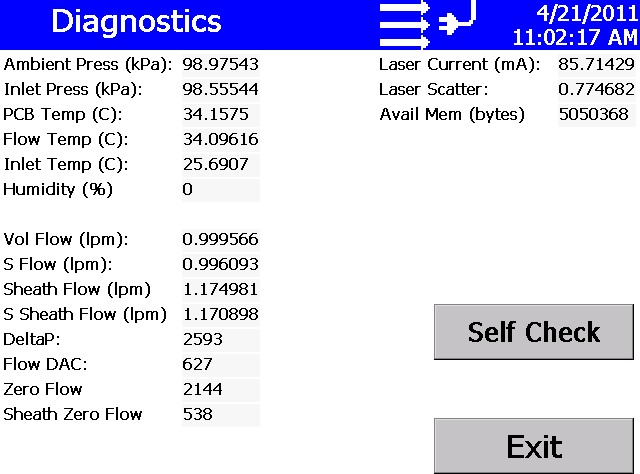 Diagnostics
4/21/2011
11:02:17 AM
Ambient Press (kPa): 98.97543
Inlet Press (kPa): 98.55544
PCB Temp (C): 34.1575
Flow Temp (C): 34.09616
Inlet Temp (C): 25.6907
Humidity (%) 0
Vol Flow (lpm): 0.999566
S Flow (lpm): 0.996093
Sheath Flow (lpm) 1.174981
S Sheath Flow (lpm) 1.170898
DeltaP: 2593
Flow DAC: 627
Zero Flow 2144
Sheath Zero Flow 538
Laser Current (mA): 85.71429
Laser Scatter: 0.774682
Avail Mem (bytes) 5050368
Self Check
Exit